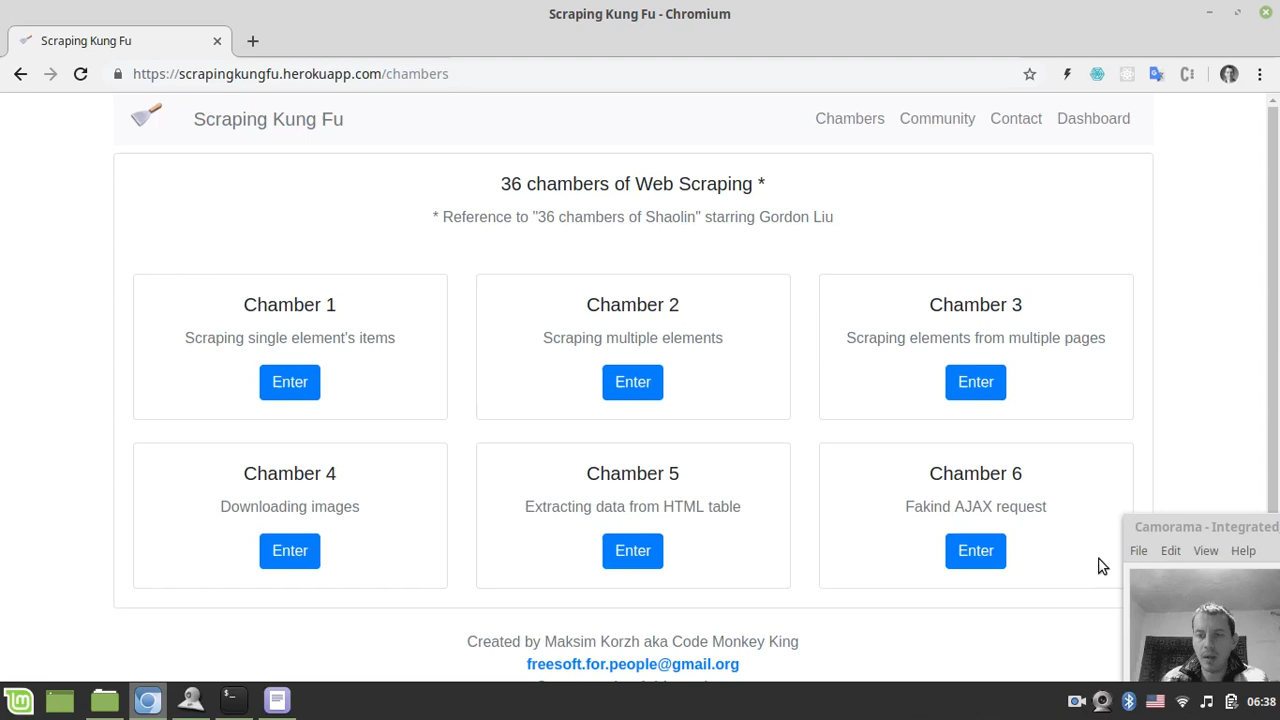 Scraping Kung Fu - Chromium
Scraping Kung Fu
https://scrapingkungfu.herokuapp.com/chambers
Scraping Kung Fu
Chambers Community Contact Dashboard
36 chambers of Web Scraping *
* Reference to "36 chambers of Shaolin" starring Gordon Liu
Chamber 1
Scraping single element's items
Enter
Chamber 2
Scraping multiple elements
Enter
Chamber 3
Scraping elements from multiple pages
Enter
Chamber 4
Downloading images
Enter
Chamber 5
Extracting data from HTML table
Enter
Chamber 6
Fakind AJAX request
Enter
Camorama - Integrated
File Edit View Help
Created by Maksim Korzh aka Code Monkey King
freesoft.for.people@gmail.org
06:38